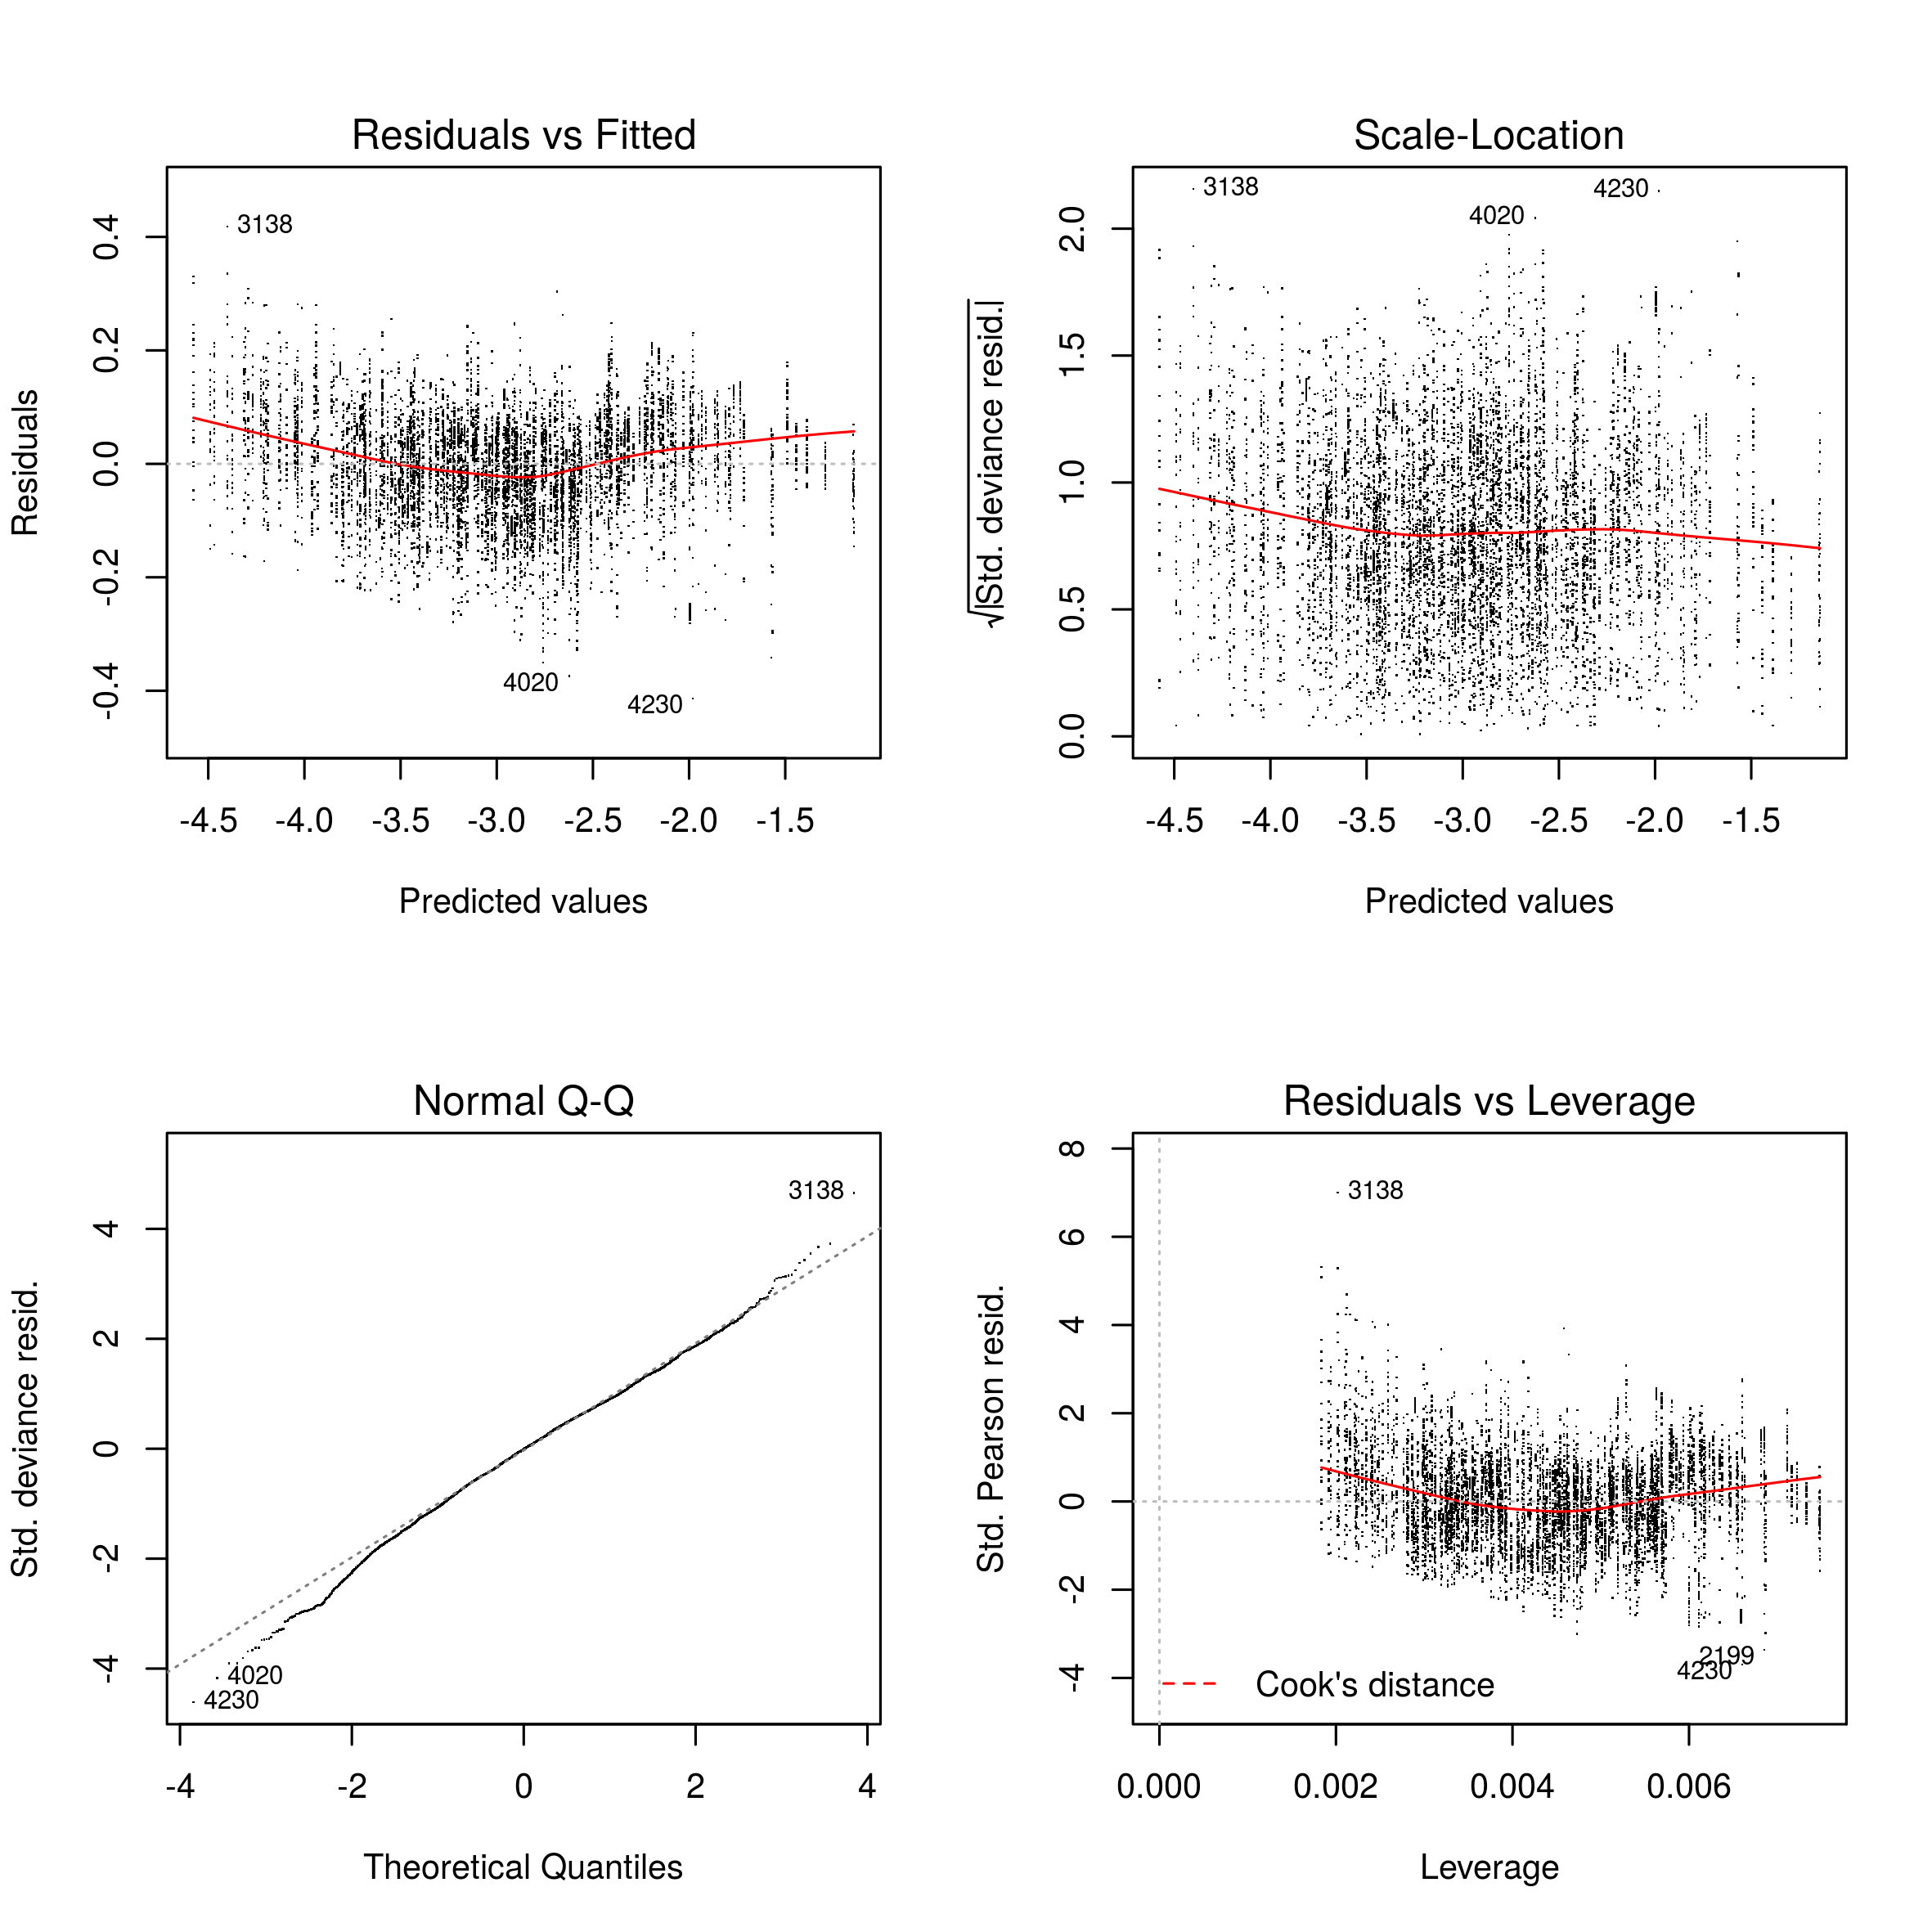 Residuals vs Fitted
Residuals
0.4
0.2
0.0
-0.2
-0.4
3138
4020
4230
-4.5 -4.0 -3.5 -3.0 -2.5 -2.0 -1.5
Predicted values
Scale-Location
√|Std. deviance resid.|
2.0
1.5
1.0
0.5
0.0
3138
4230
4020
-4.5 -4.0 -3.5 -3.0 -2.5 -2.0 -1.5
Predicted values
Normal Q-Q
Std. deviance resid.
4
2
0
-2
-4
3138
4020
4230
-4 -2 0 2 4
Theoretical Quantiles
Residuals vs Leverage
Std. Pearson resid.
8
6
4
2
0
-2
-4
3138
2199
4230
Cook's distance
0.000 0.002 0.004 0.006
Leverage